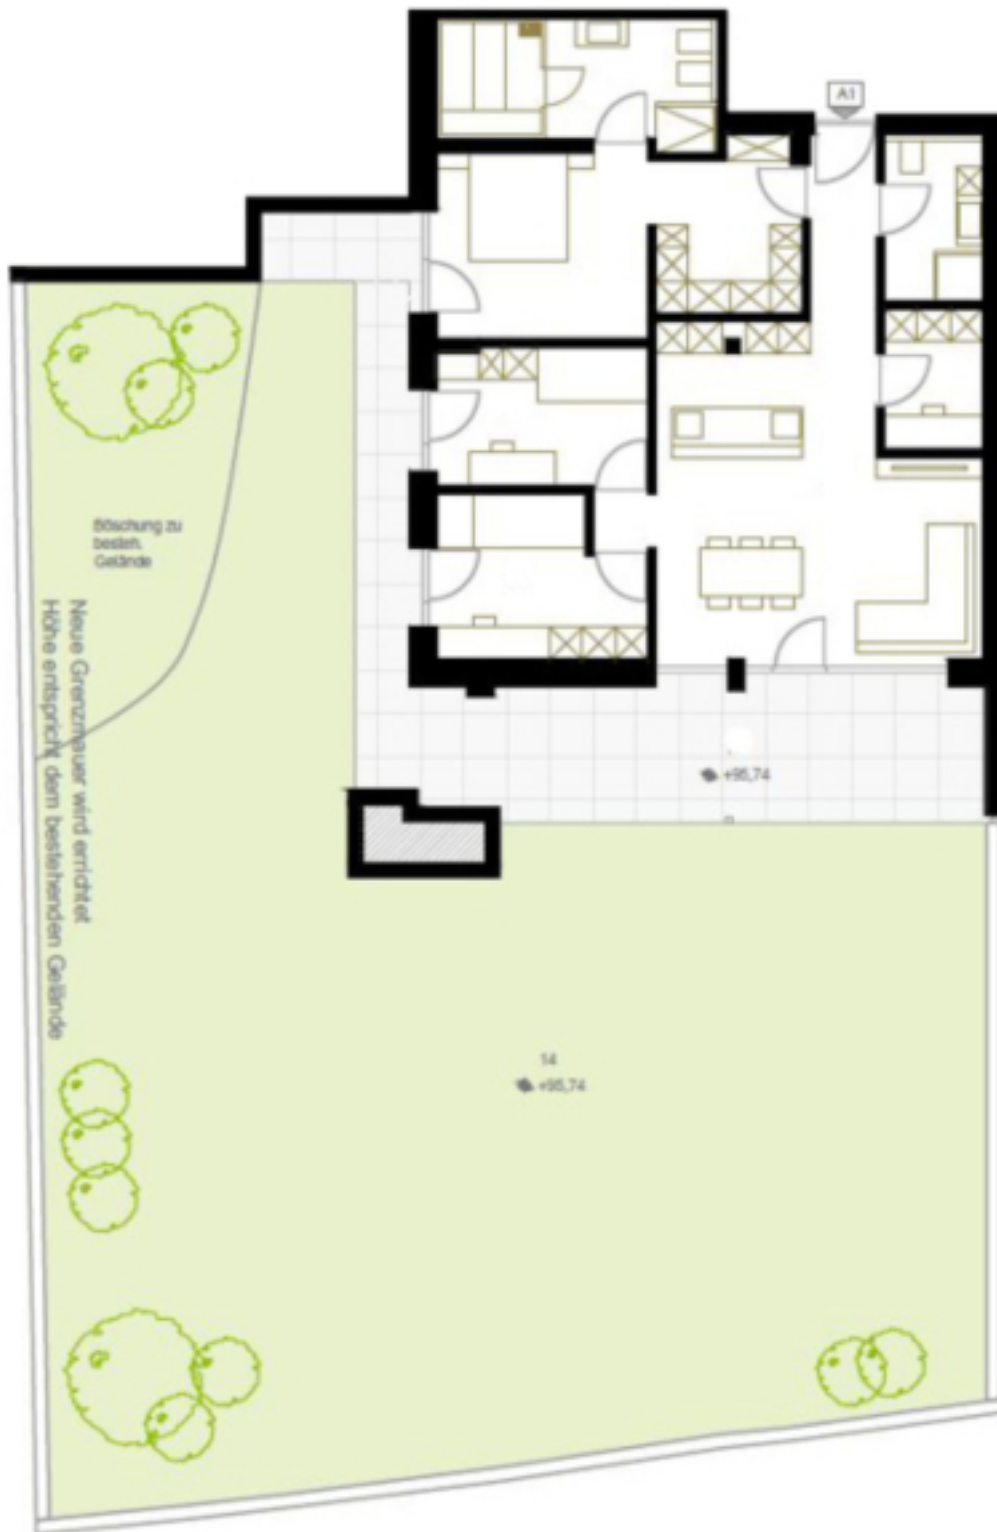 A1
Böschung zu
besteh.
Gelände
Neue Grenzmauer wird errichtet
Höhe entspricht dem bestehenden Gelände
+95,74
14
+95,74